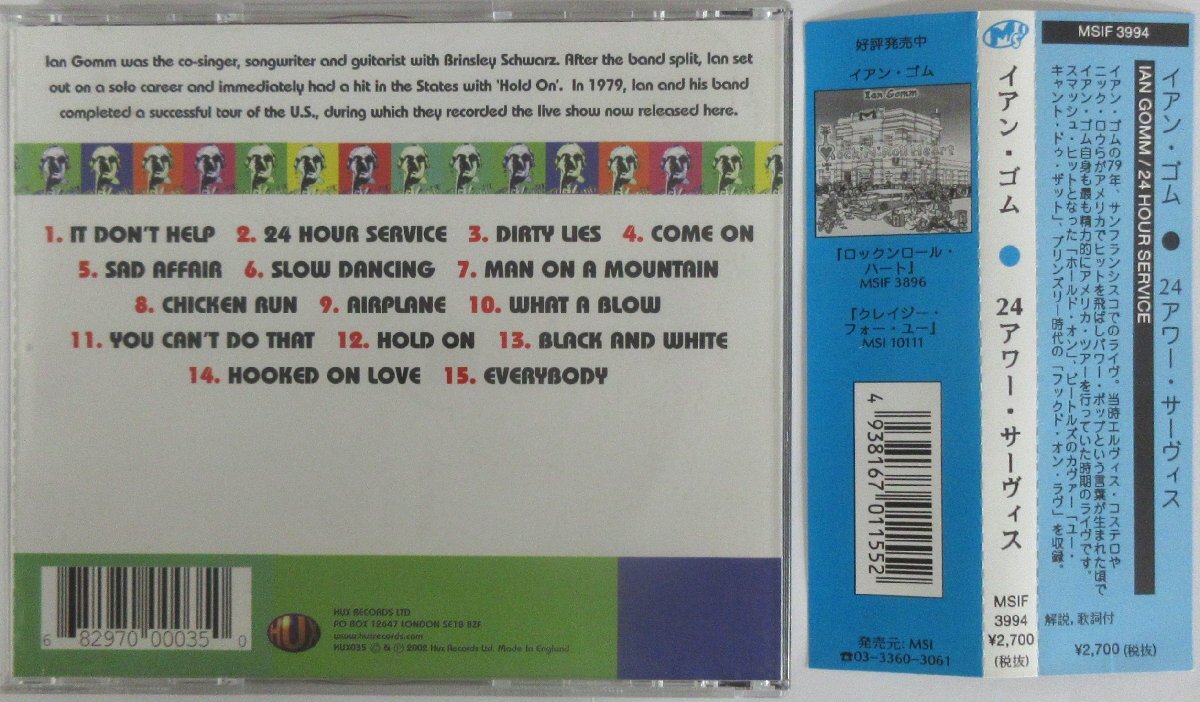 Ian Gomm was the co-singer, songwriter and guitarist with Brinsley Schwarz. After the band split, Ian set
out on a solo career and immediately had a hit in the States with 'Hold On'. In 1979, Ian and his band
completed a successful tour of the U.S., during which they recorded the live show now released here.
1. IT DON'T HELP 2. 24 HOUR SERVICE 3. DIRTY LIES 4. COME ON
5. SAD AFFAIR 6. SLOW DANCING 7. MAN ON A MOUNTAIN
8. CHICKEN RUN 9. AIRPLANE 10. WHAT A BLOW
11. YOU CAN'T DO THAT 12. HOLD ON 13. BLACK AND WHITE
14. HOOKED ON LOVE 15. EVERYBODY
6 82970 00035 0
HUX
HUX RECORDS LTD
PO BOX 12647 LONDON SE18 8ZF
www.huxrecords.com
HUX035 © & ℗ 2002 Hux Records Ltd. Made In England
好評発売中
イアン・ゴム
Ian Gomm
『ロックンロール・
ハート』
MSIF 3896
『クレイジー・
フォー・ユー』
MSI 10111
4 938167 011552
発売元: MSI
☎03-3360-3061
イアン・ゴム ● 24アワー・サーヴィス
MSIF
3994
¥2,700
(税抜)
MSIF 3994
イアン・ゴム ● 24アワー・サーヴィス
IAN GOMM / 24 HOUR SERVICE
イアン・ゴムの79年、サンフランシスコでのライヴ。当時エルヴィス・コステロや
ニック・ロウらがアメリカでヒットを飛ばしパワー・ポップという言葉が生まれた頃で
イアン・ゴム自身も最も精力的にアメリカ・ツアーを行っていた時期のライヴです。
スマッシュ・ヒットとなった「ホールド・オン」、ビートルズのカヴァー「ユー・
キャント・ドゥ・ザット」、ブリンズリー時代の「フックド・オン・ラヴ」を収録。
解説, 歌詞付
¥2,700 (税抜)